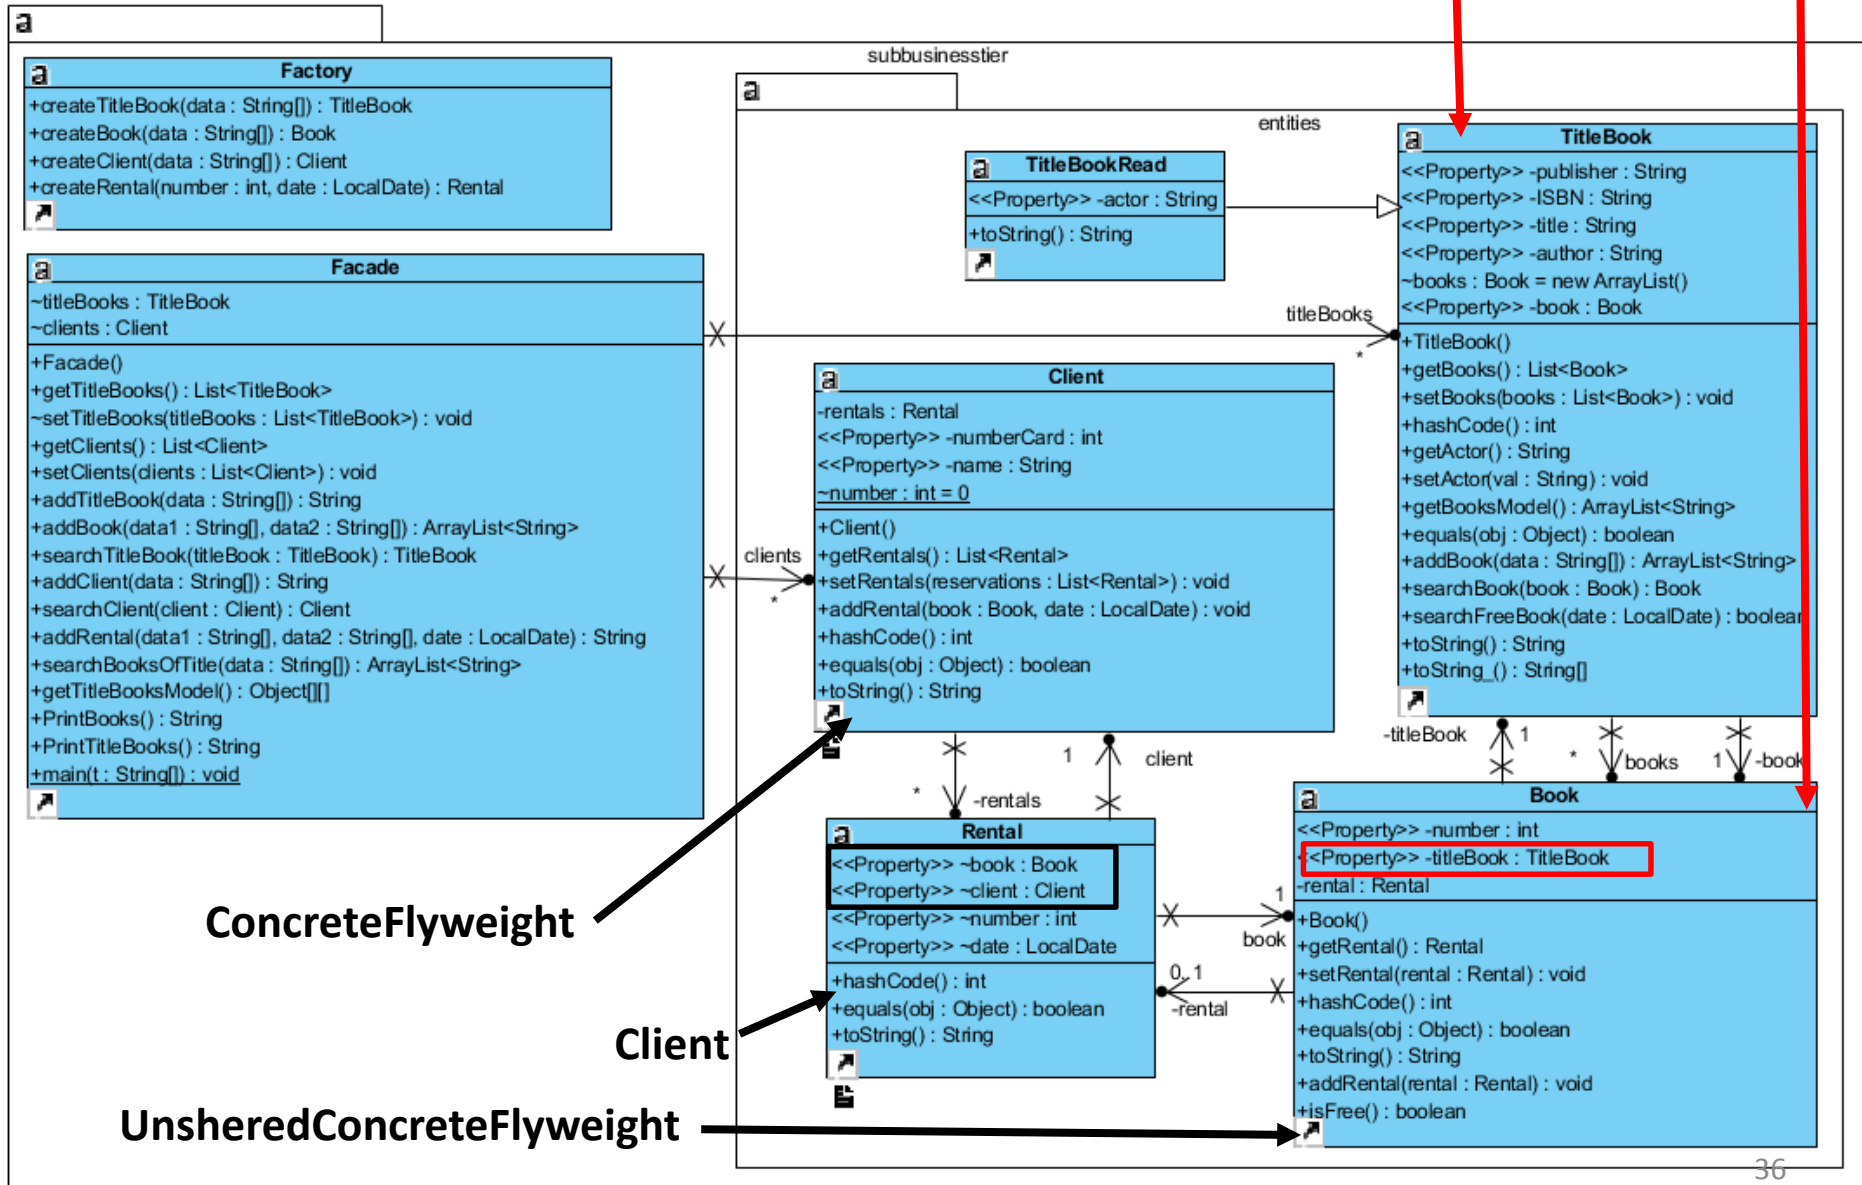 subbusinesstier
Factory
+createTitleBook(data : String[]) : TitleBook
+createBook(data : String[]) : Book
+createClient(data : String[]) : Client
+createRental(number : int, date : LocalDate) : Rental
Facade
~titleBooks : TitleBook
~clients : Client
+Facade()
+getTitleBooks() : List<TitleBook>
~setTitleBooks(titleBooks : List<TitleBook>) : void
+getClients() : List<Client>
+setClients(clients : List<Client>) : void
+addTitleBook(data : String[]) : String
+addBook(data1 : String[], data2 : String[]) : ArrayList<String>
+searchTitleBook(titleBook : TitleBook) : TitleBook
+addClient(data : String[]) : String
+searchClient(client : Client) : Client
+addRental(data1 : String[], data2 : String[], date : LocalDate) : String
+searchBooksOfTitle(data : String[]) : ArrayList<String>
+getTitleBooksModel() : Object[][]
+PrintBooks() : String
+PrintTitleBooks() : String
+main(t : String[]) : void
entities
TitleBookRead
<<Property>> -actor : String
+toString() : String
TitleBook
<<Property>> -publisher : String
<<Property>> -ISBN : String
<<Property>> -title : String
<<Property>> -author : String
~books : Book = new ArrayList()
<<Property>> -book : Book
+TitleBook()
+getBooks() : List<Book>
+setBooks(books : List<Book>) : void
+hashCode() : int
+getActor() : String
+setActor(val : String) : void
+getBooksModel() : ArrayList<String>
+equals(obj : Object) : boolean
+addBook(data : String[]) : ArrayList<String>
+searchBook(book : Book) : Book
+searchFreeBook(date : LocalDate) : boolean
+toString() : String
+toString_() : String[]
titleBooks
*
Client
-rentals : Rental
<<Property>> -numberCard : int
<<Property>> -name : String
~number : int = 0
+Client()
+getRentals() : List<Rental>
+setRentals(reservations : List<Rental>) : void
+addRental(book : Book, date : LocalDate) : void
+hashCode() : int
+equals(obj : Object) : boolean
+toString() : String
clients
*
1 client
* -rentals
-titleBook 1
* books
1 -book
Rental
<<Property>> ~book : Book
<<Property>> ~client : Client
<<Property>> ~number : int
<<Property>> ~date : LocalDate
+hashCode() : int
+equals(obj : Object) : boolean
+toString() : String
1
book
0..1
-rental
Book
<<Property>> -number : int
<<Property>> -titleBook : TitleBook
-rental : Rental
+Book()
+getRental() : Rental
+setRental(rental : Rental) : void
+hashCode() : int
+equals(obj : Object) : boolean
+toString() : String
+addRental(rental : Rental) : void
+isFree() : boolean
ConcreteFlyweight
Client
UnsheredConcreteFlyweight
36